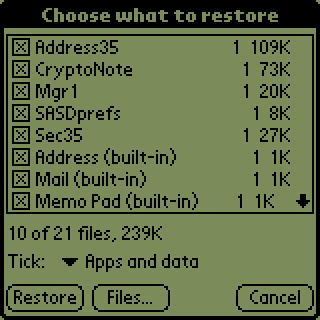 Choose what to restore
Address35 1 109K
CryptoNote 1 73K
Mgr1 1 20K
SASDprefs 1 8K
Sec35 1 27K
Address (built-in) 1 1K
Mail (built-in) 1 1K
Memo Pad (built-in) 1 1K
10 of 21 files, 239K
Tick: Apps and data
Restore Files... Cancel